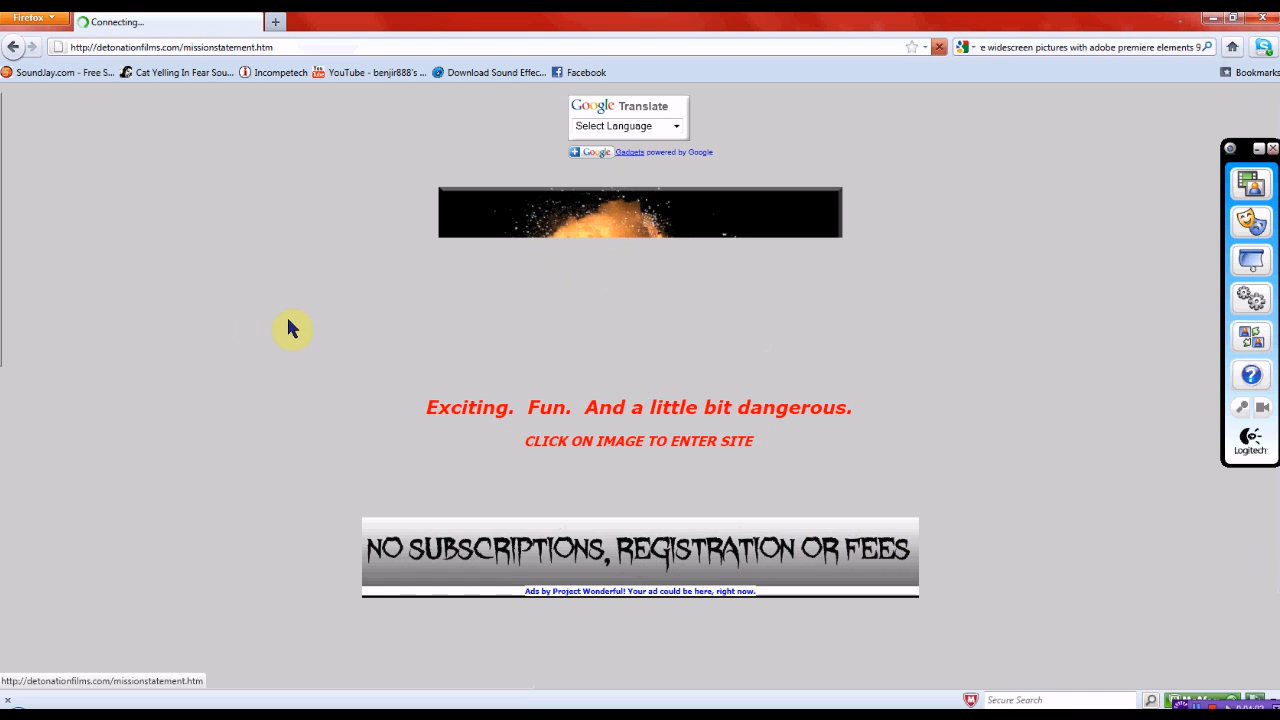 Firefox
Connecting...
http://detonationfilms.com/missionstatement.htm
e widescreen pictures with adobe premiere elements 9
SoundJay.com - Free S...
Cat Yelling In Fear Sou...
Incompetech
YouTube - benjir888's ...
Download Sound Effec...
Facebook
Bookmarks
Google Translate
Select Language
Google Gadgets powered by Google
Exciting. Fun. And a little bit dangerous.
CLICK ON IMAGE TO ENTER SITE
NO SUBSCRIPTIONS, REGISTRATION OR FEES
Ads by Project Wonderful! Your ad could be here, right now.
Logitech
http://detonationfilms.com/missionstatement.htm
Secure Search